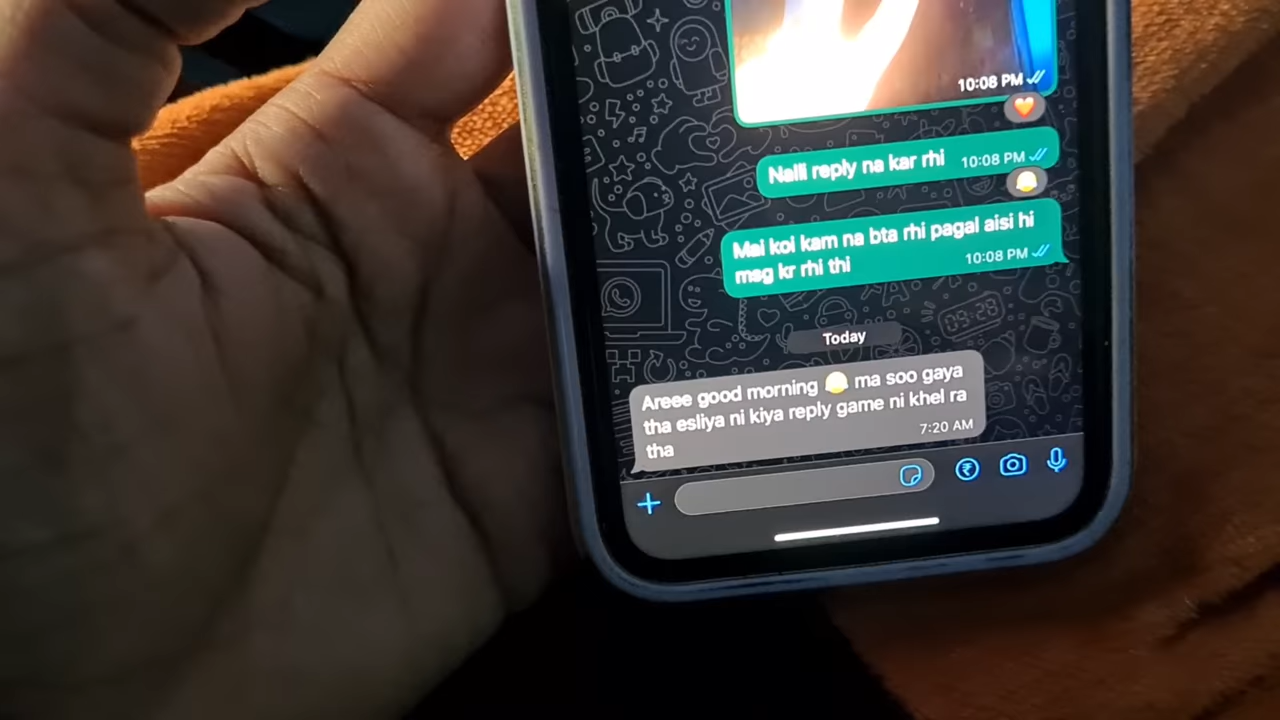 10:08 PM
Naili reply na kar rhi 10:08 PM
Mai koi kam na bta rhi pagal aisi hi
msg kr rhi thi 10:08 PM
Today
Areee good morning ma soo gaya
tha esliya ni kiya reply game ni khel ra
tha 7:20 AM